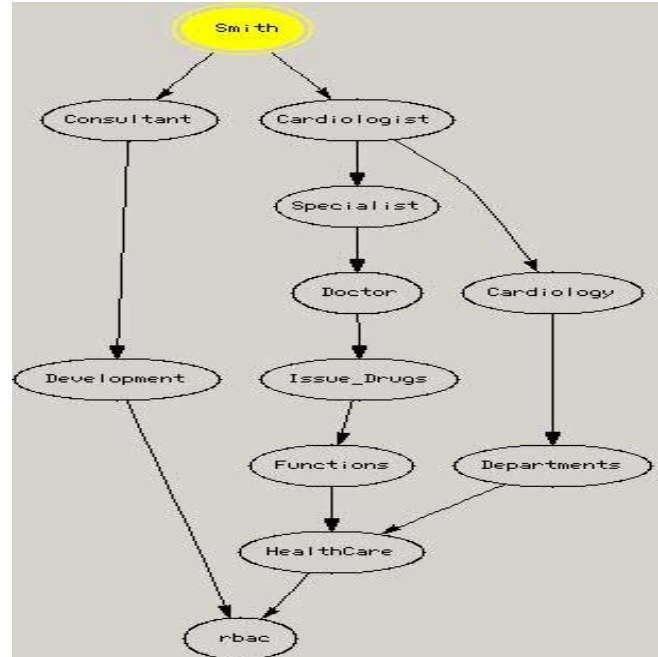 Smith
Consultant
Cardiologist
Specialist
Doctor
Cardiology
Development
Issue_Drugs
Functions
Departments
HealthCare
rbac